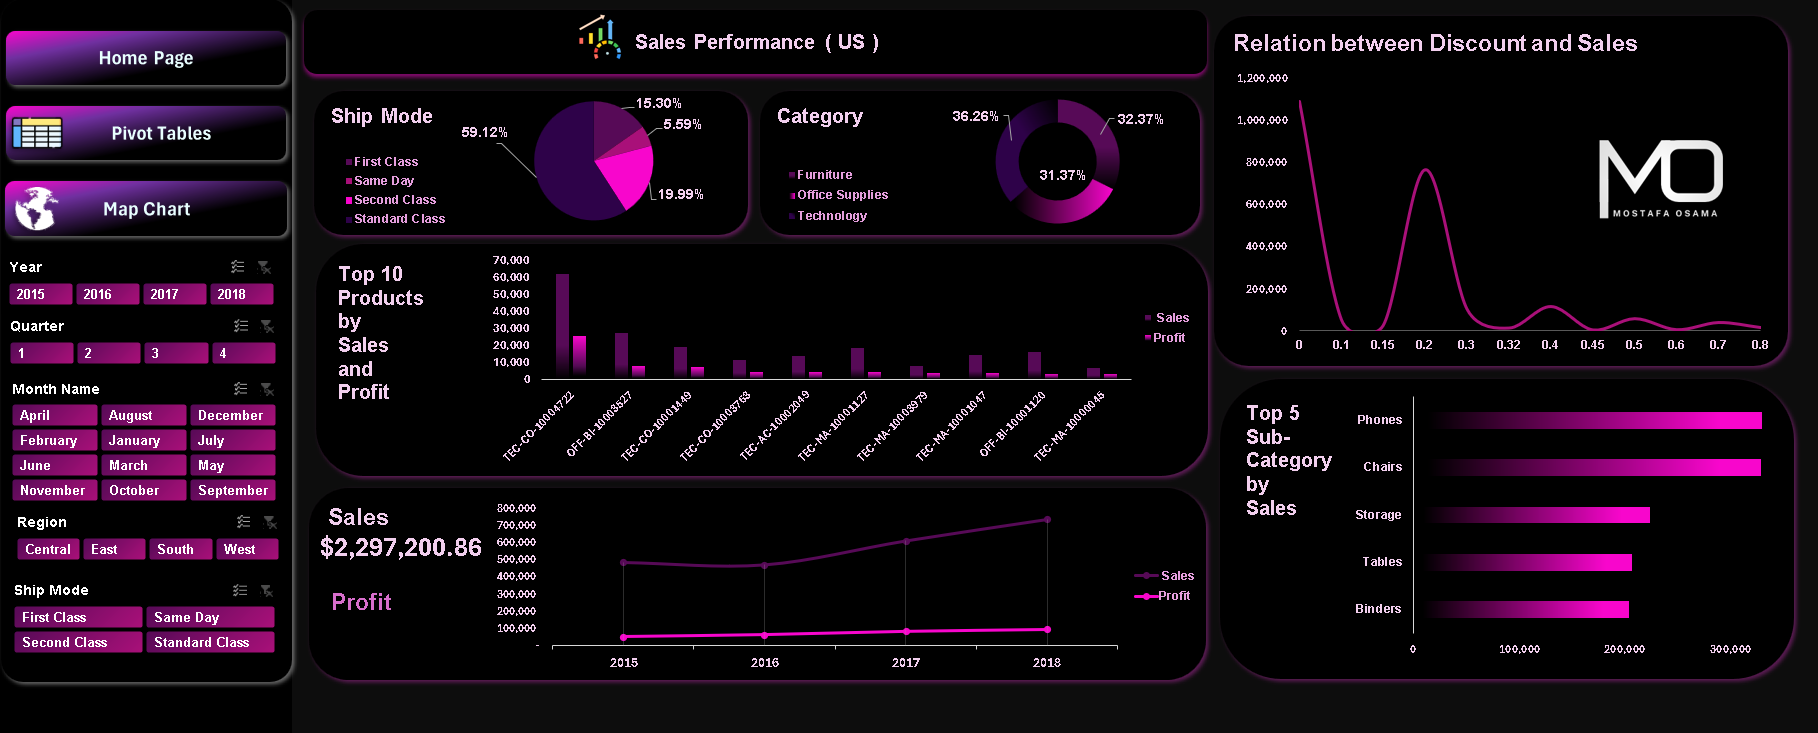 Home Page
Pivot Tables
Map Chart
Year
2015 2016 2017 2018
Quarter
1 2 3 4
Month Name
April August December
February January July
June March May
November October September
Region
Central East South West
Ship Mode
First Class Same Day
Second Class Standard Class
Sales Performance ( US )
Ship Mode
59.12%
15.30%
5.59%
19.99%
First Class
Same Day
Second Class
Standard Class
Category
36.26%
32.37%
31.37%
Furniture
Office Supplies
Technology
Top 10
Products
by
Sales
and
Profit
70,000
60,000
50,000
40,000
30,000
20,000
10,000
0
TEC-CO-10004722
OFF-BI-10003527
TEC-CO-10001449
TEC-CO-10003763
TEC-AC-10002049
TEC-MA-10001127
TEC-MA-10003979
TEC-MA-10001047
OFF-BI-10001120
TEC-MA-10000045
Sales
Profit
Sales
$2,297,200.86
Profit
800,000
700,000
600,000
500,000
400,000
300,000
200,000
100,000
-
2015 2016 2017 2018
Sales
Profit
Relation between Discount and Sales
1,200,000
1,000,000
800,000
600,000
400,000
200,000
0
0 0.1 0.15 0.2 0.3 0.32 0.4 0.45 0.5 0.6 0.7 0.8
MO
MOSTAFA OSAMA
Top 5
Sub-
Category
by
Sales
Phones
Chairs
Storage
Tables
Binders
0 100,000 200,000 300,000